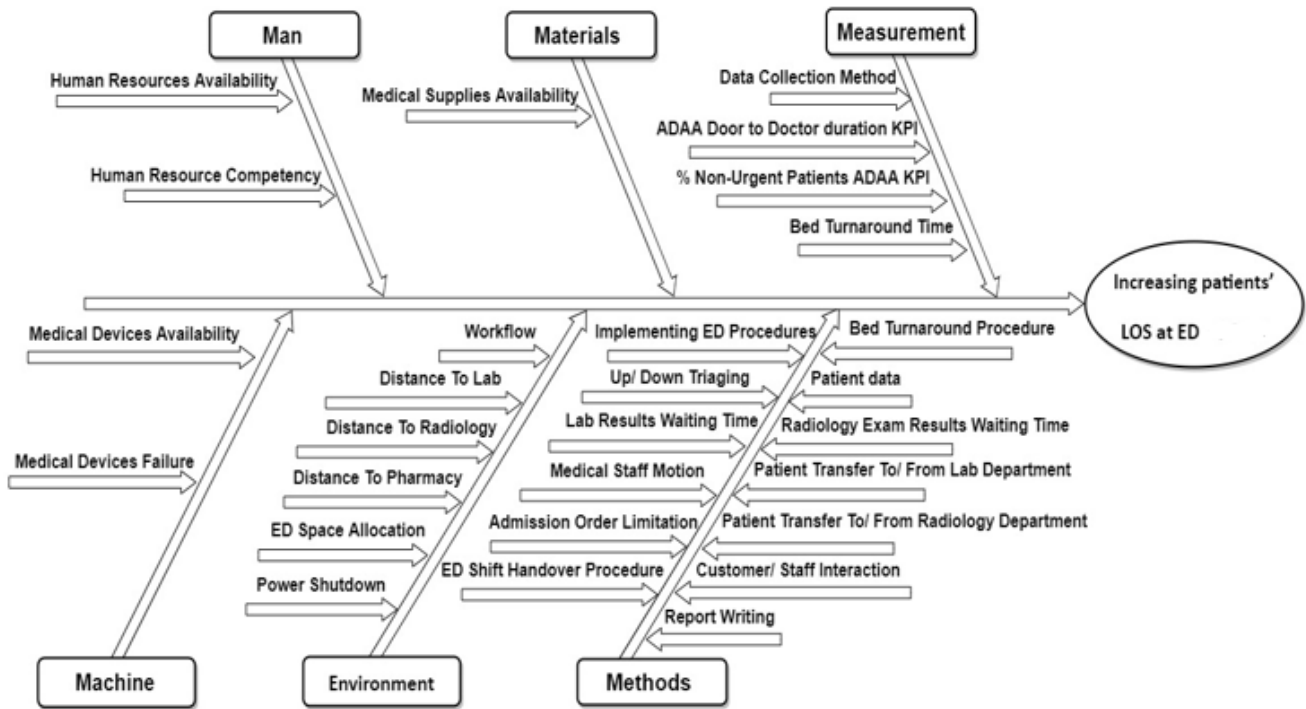 Man
Materials
Measurement
Human Resources Availability
Human Resource Competency
Medical Supplies Availability
Data Collection Method
ADAA Door to Doctor duration KPI
% Non-Urgent Patients ADAA KPI
Bed Turnaround Time
Increasing patients'
LOS at ED
Medical Devices Availability
Medical Devices Failure
Workflow
Distance To Lab
Distance To Radiology
Distance To Pharmacy
ED Space Allocation
Power Shutdown
Implementing ED Procedures
Up/ Down Triaging
Lab Results Waiting Time
Medical Staff Motion
Admission Order Limitation
ED Shift Handover Procedure
Bed Turnaround Procedure
Patient data
Radiology Exam Results Waiting Time
Patient Transfer To/ From Lab Department
Patient Transfer To/ From Radiology Department
Customer/ Staff Interaction
Report Writing
Machine
Environment
Methods